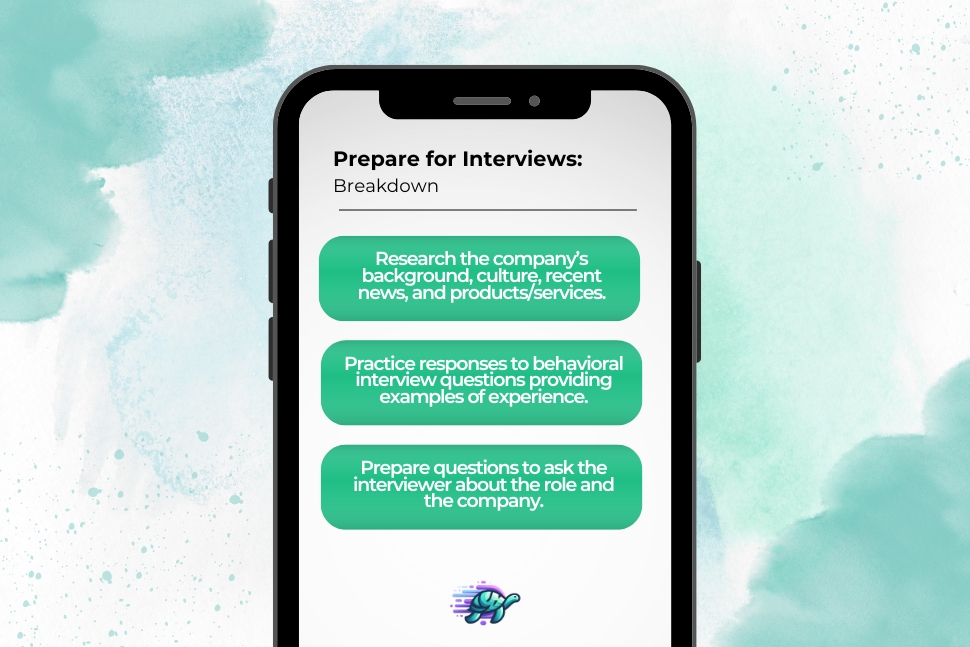 Prepare for Interviews:
Breakdown
Research the company's
background, culture, recent
news, and products/services.
Practice responses to behavioral
interview questions providing
examples of experience.
Prepare questions to ask the
interviewer about the role and
the company.